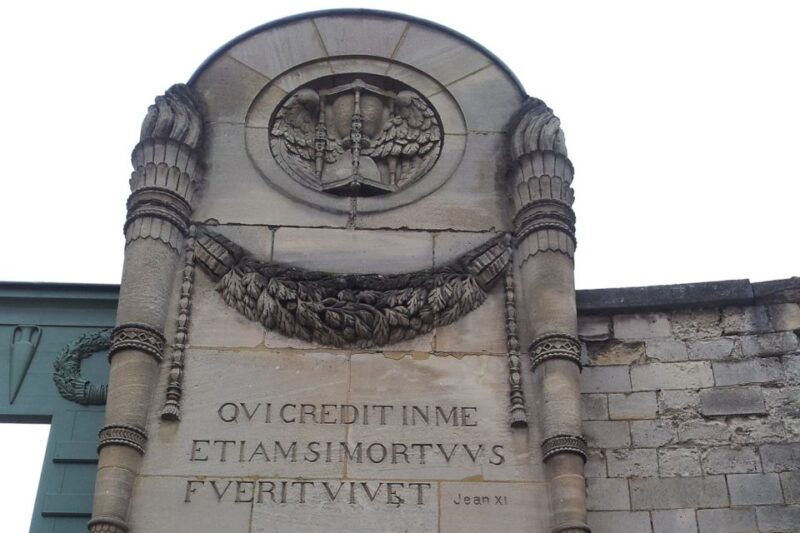 QVI CREDIT IN ME
ETIAM SI MORTVVS
FVERIT VIVET Jean XI